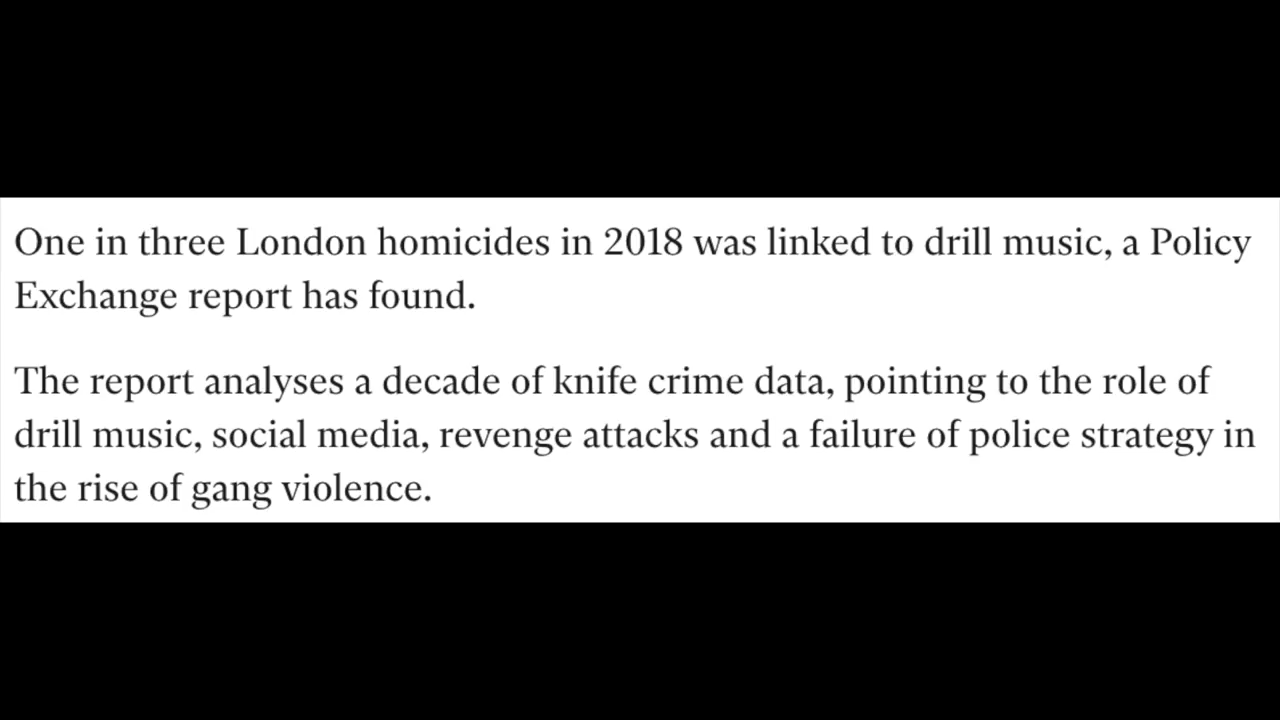 One in three London homicides in 2018 was linked to drill music, a Policy
Exchange report has found.
The report analyses a decade of knife crime data, pointing to the role of
drill music, social media, revenge attacks and a failure of police strategy in
the rise of gang violence.